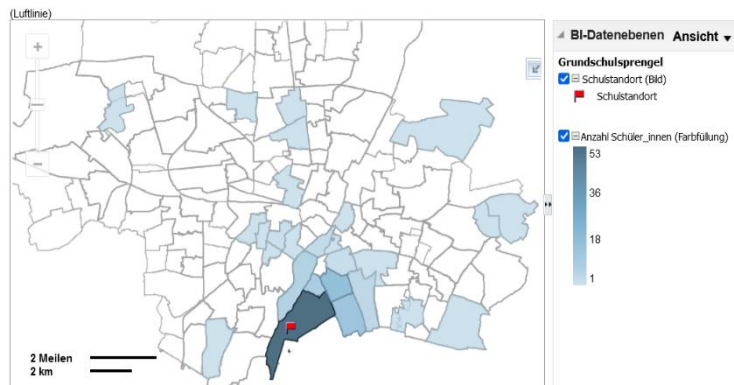 (Luftlinie)
BI-Datenebenen Ansicht
Grundschulsprengel
Schulstandort (Bild)
Schulstandort
Anzahl Schüler_innen (Farbfüllung)
53
36
18
1
2 Meilen
2 km